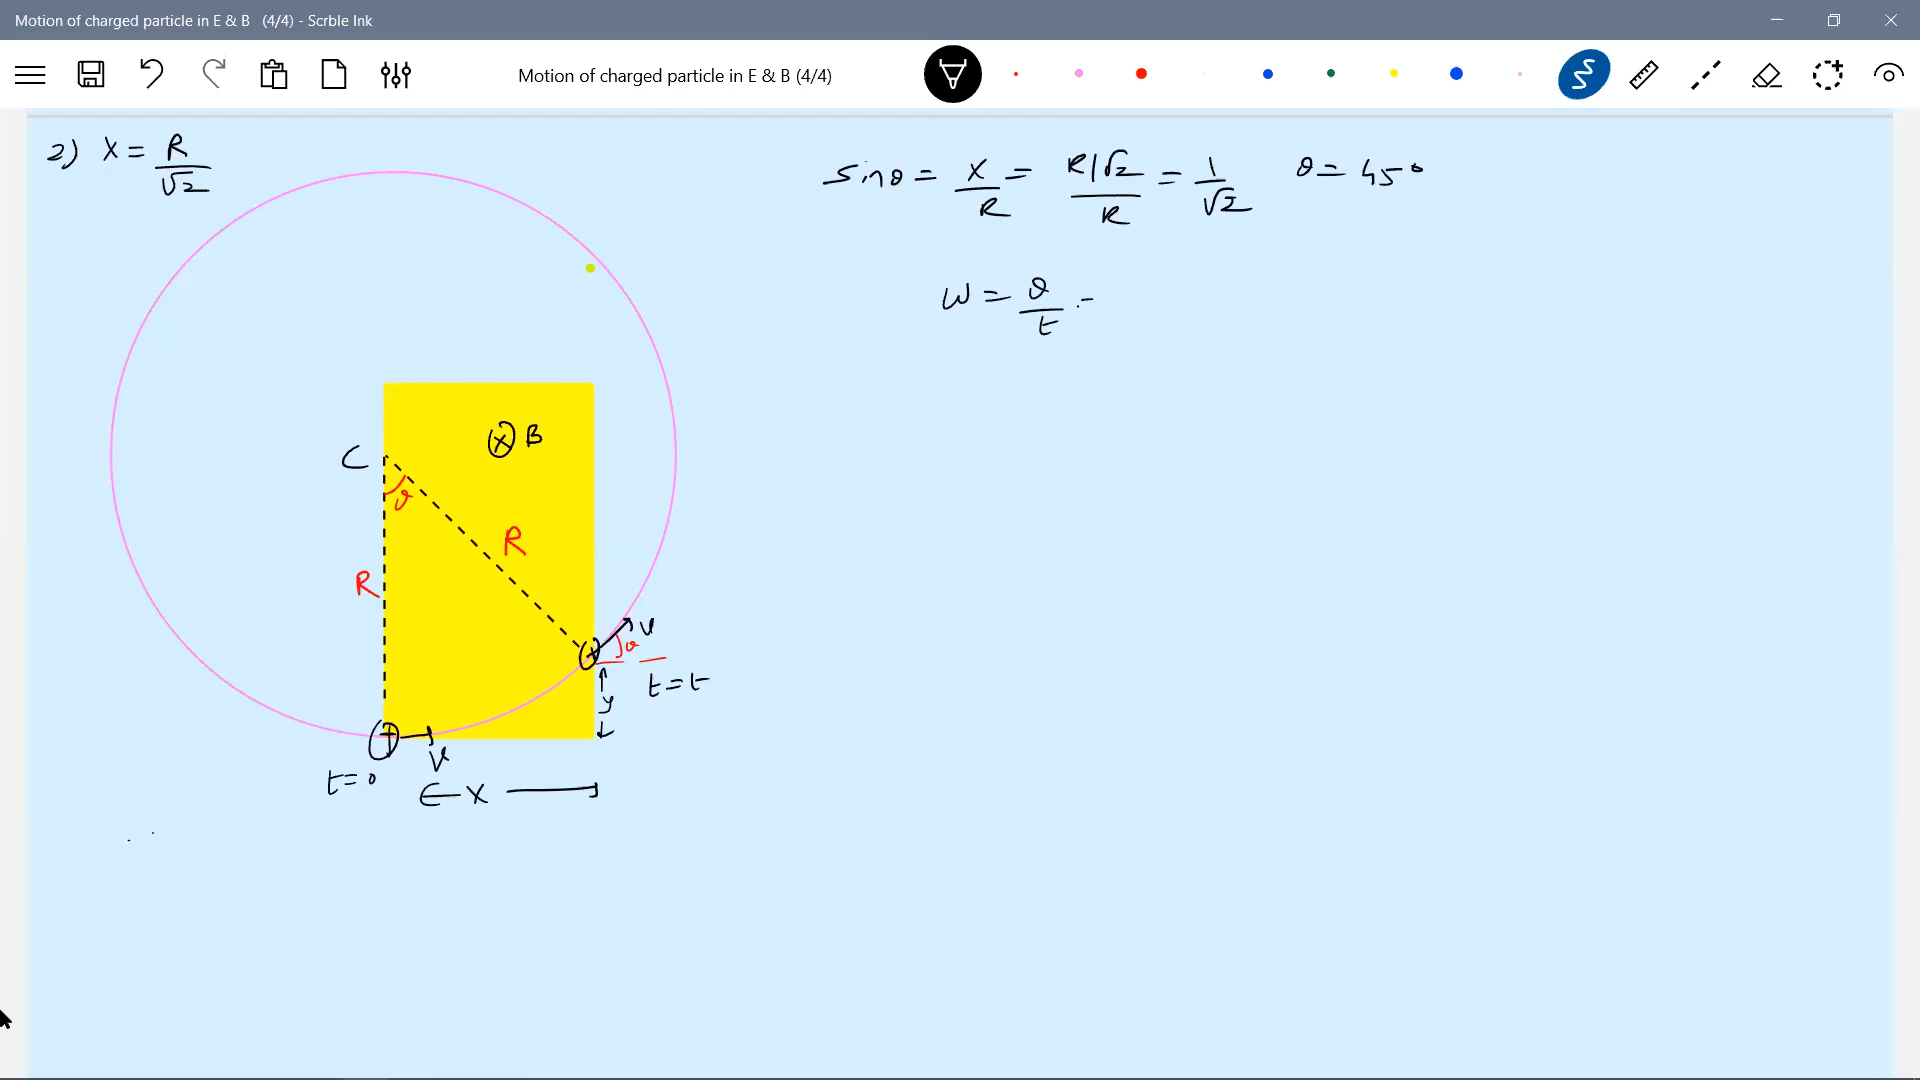 Motion of charged particle in E & B (4/4) - Scrble Ink
Motion of charged particle in E & B (4/4)
2) X = R/√2
sinθ = X/R = R/√2/R = 1/√2 θ = 45°
ω = θ/t =
⊗ B
C
θ
R
R
v
θ
t = t
y
+
v
t = 0
X